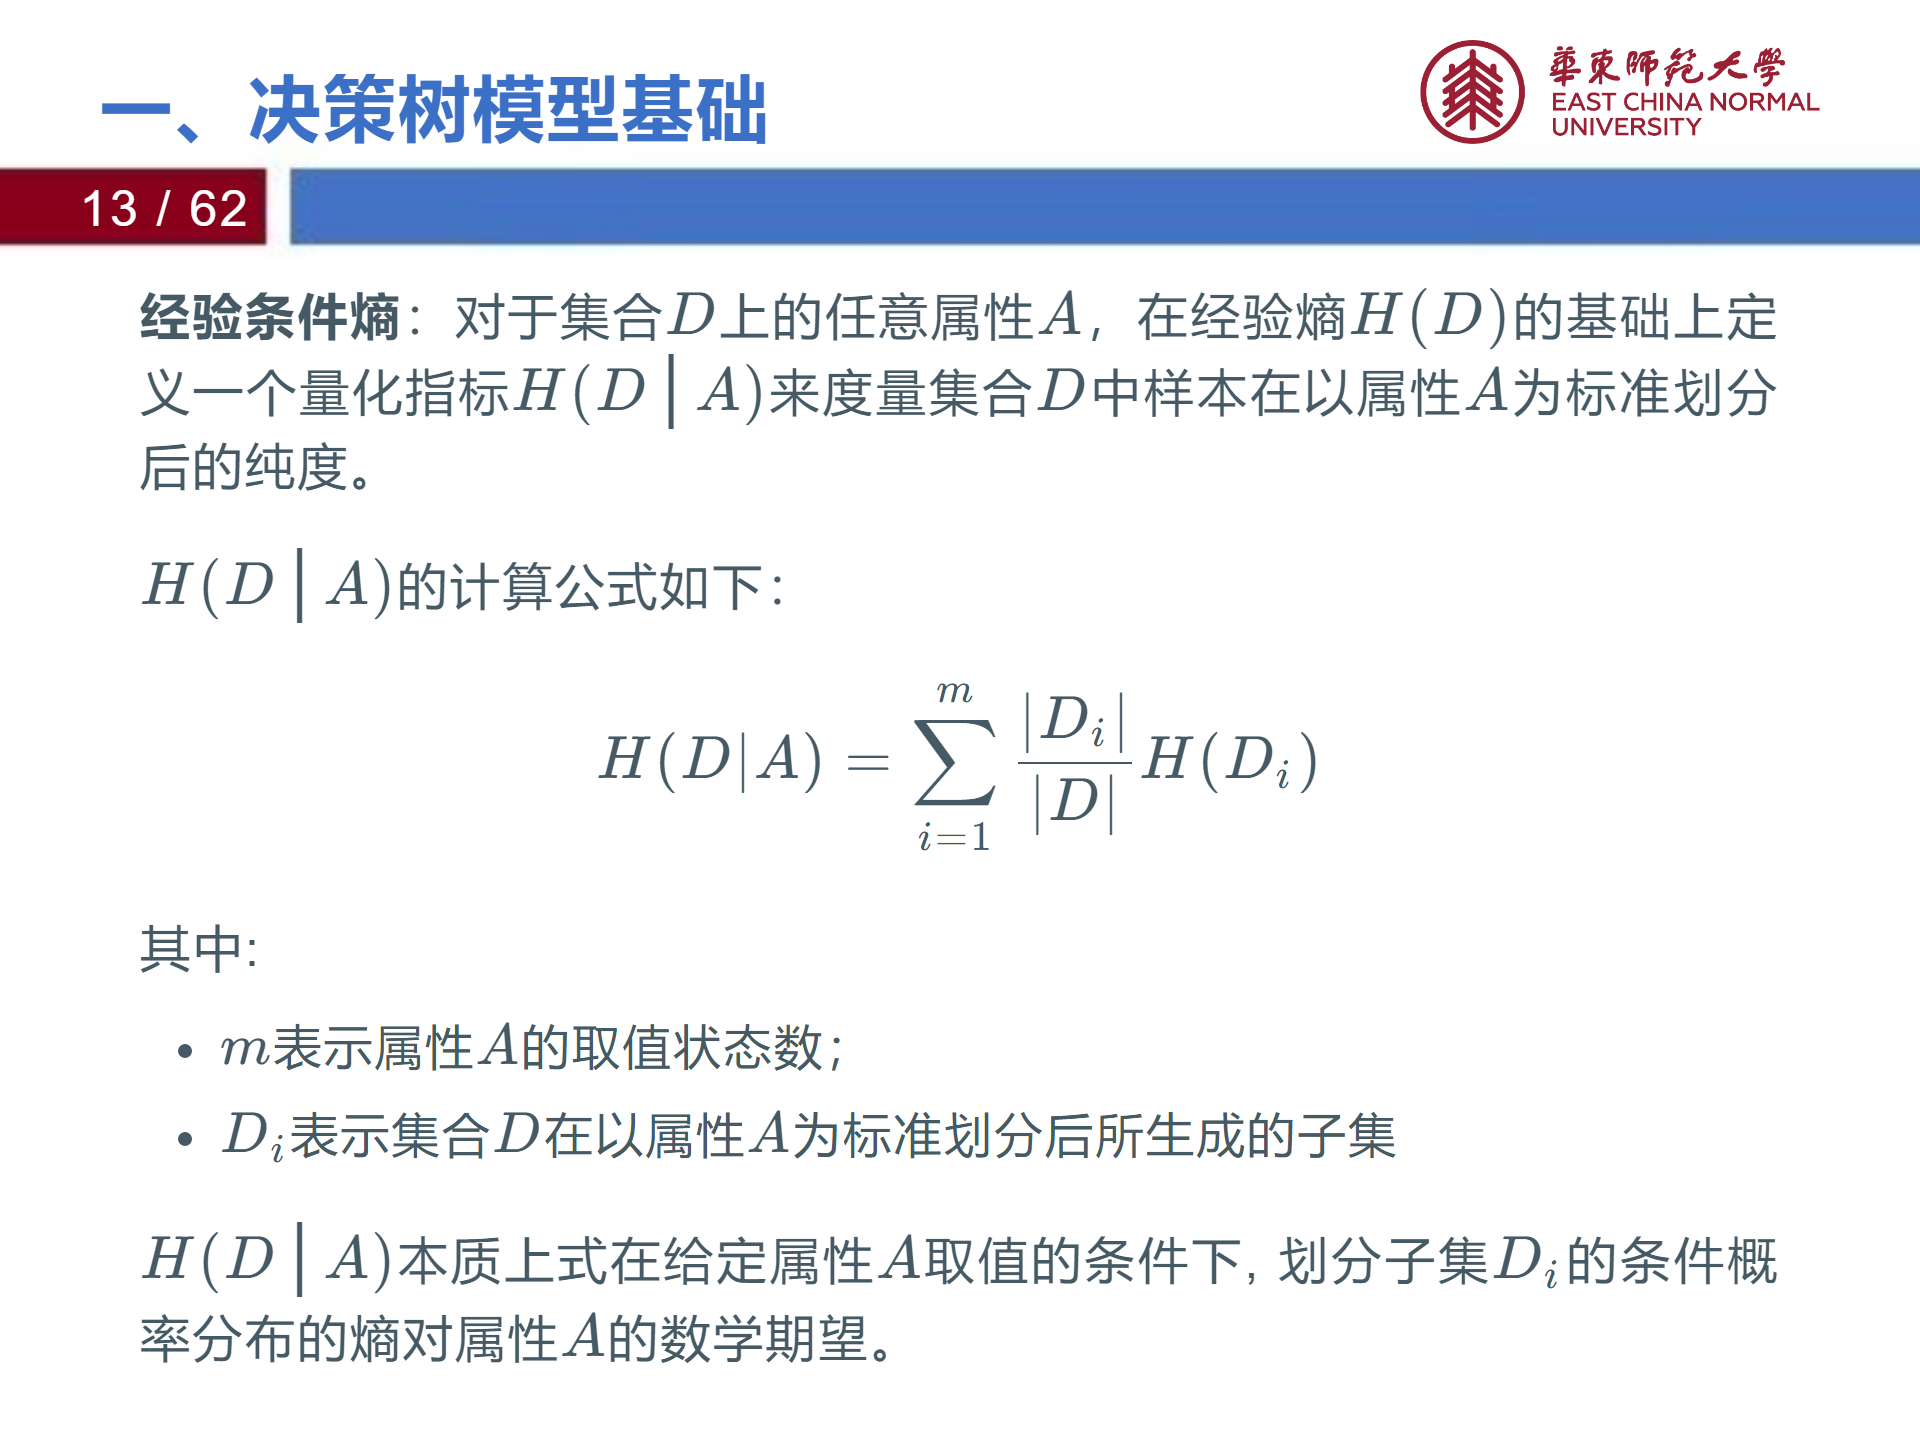 一、决策树模型基础
華東師範大學
EAST CHINA NORMAL
UNIVERSITY
13 / 62
经验条件熵：对于集合D上的任意属性A，在经验熵H(D)的基础上定
义一个量化指标H(D | A)来度量集合D中样本在以属性A为标准划分
后的纯度。
H(D | A)的计算公式如下：
H(D|A) = \sum_{i=1}^{m} \frac{|D_i|}{|D|} H(D_i)
其中:
• m表示属性A的取值状态数；
• D_i表示集合D在以属性A为标准划分后所生成的子集
H(D | A)本质上式在给定属性A取值的条件下, 划分子集D_i的条件概
率分布的熵对属性A的数学期望。